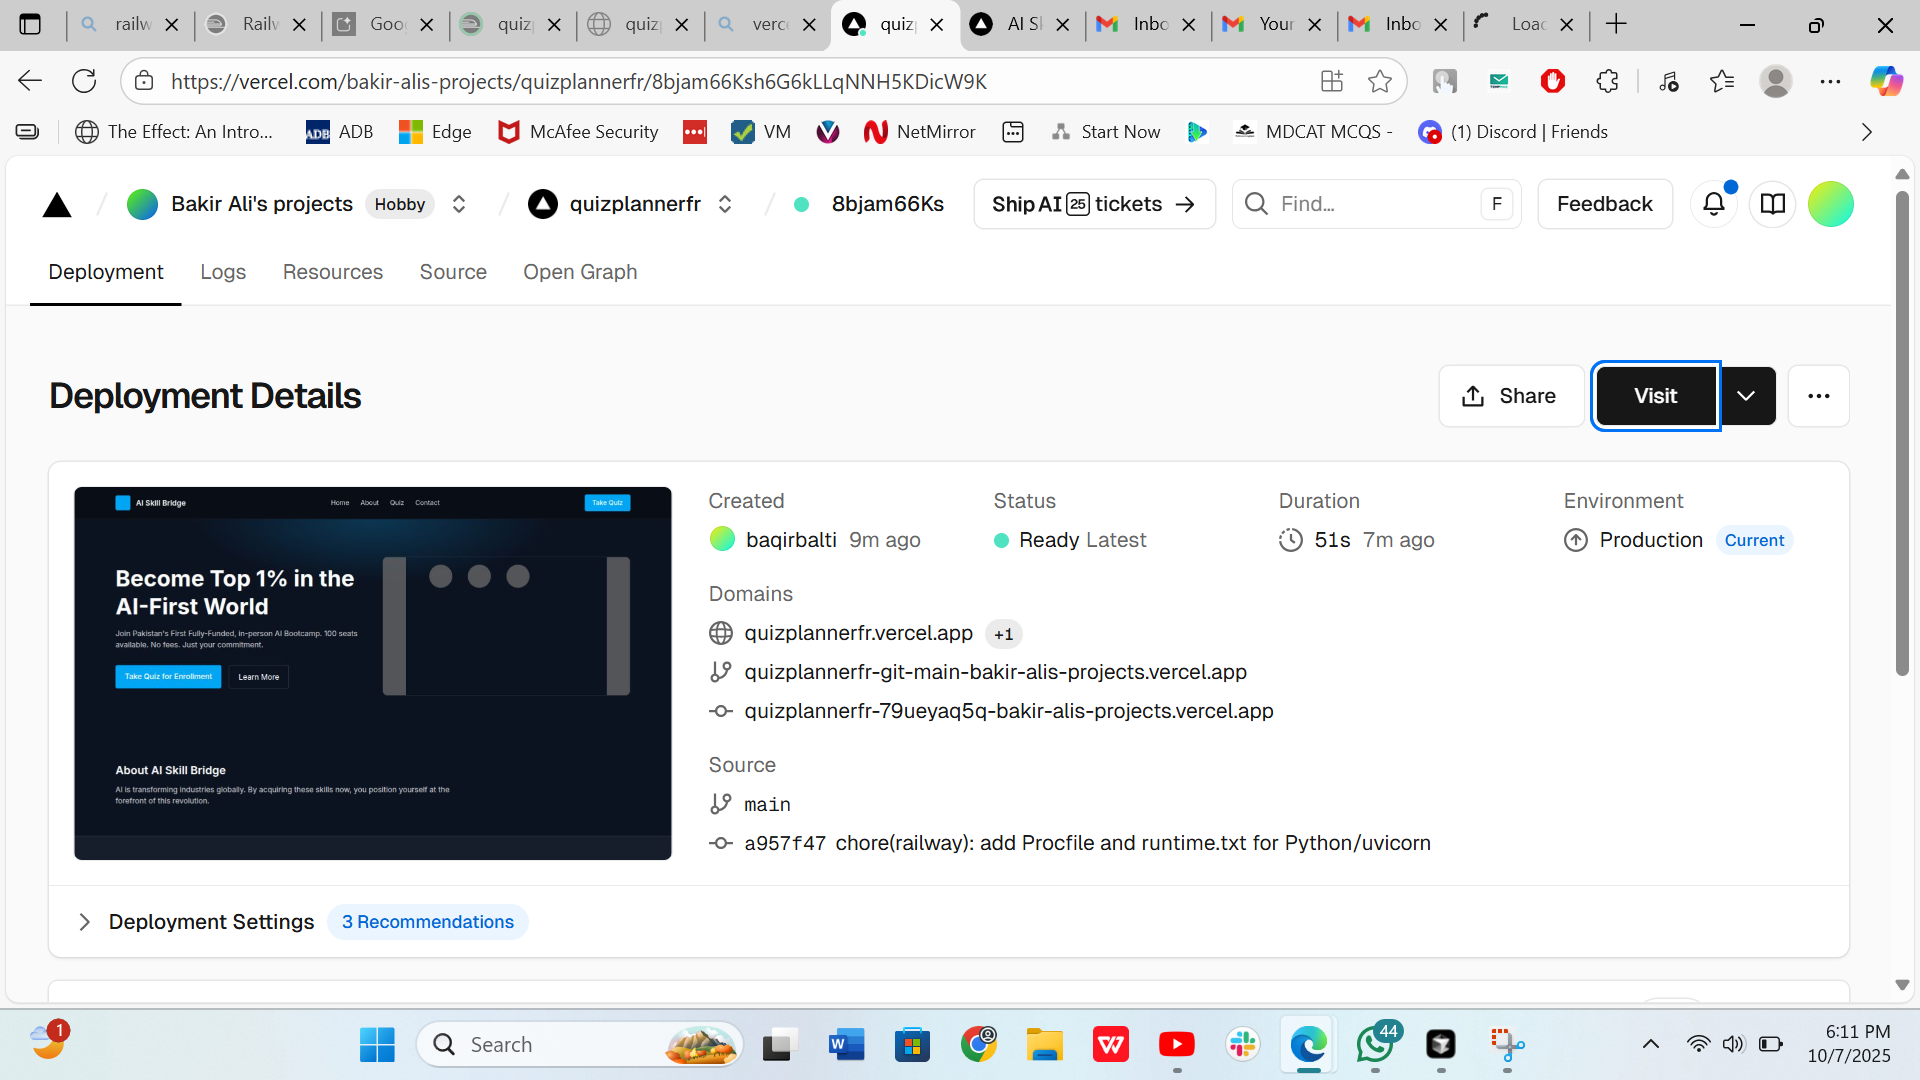 railw
Railw
Goo
quiz
quiz
verce
quiz
AI Sk
Inbo
Your
Inbo
Load
https://vercel.com/bakir-alis-projects/quizplannerfr/8bjam66Ksh6G6kLLqNNH5KDicW9K
The Effect: An Intro...
ADB
ADB
Edge
McAfee Security
VM
NetMirror
Start Now
MDCAT MCQS -
(1) Discord | Friends
Bakir Ali's projects
Hobby
quizplannerfr
8bjam66Ks
Ship AI 25 tickets
Find...
F
Feedback
Deployment
Logs
Resources
Source
Open Graph
Deployment Details
Share
Visit
AI Skill Bridge
Home
About
Quiz
Contact
Take Quiz
Become Top 1% in the
AI-First World
Join Pakistan's First Fully-Funded, in-person AI Bootcamp. 100 seats
available. No fees. Just your commitment.
Take Quiz for Enrollment
Learn More
About AI Skill Bridge
AI is transforming industries globally. By acquiring these skills now, you position yourself at the
forefront of this revolution.
Created
baqirbalti 9m ago
Status
Ready Latest
Duration
51s 7m ago
Environment
Production Current
Domains
quizplannerfr.vercel.app +1
quizplannerfr-git-main-bakir-alis-projects.vercel.app
quizplannerfr-79ueyaq5q-bakir-alis-projects.vercel.app
Source
main
a957f47 chore(railway): add Procfile and runtime.txt for Python/uvicorn
Deployment Settings
3 Recommendations
1
Search
W
W
44
6:11 PM
10/7/2025